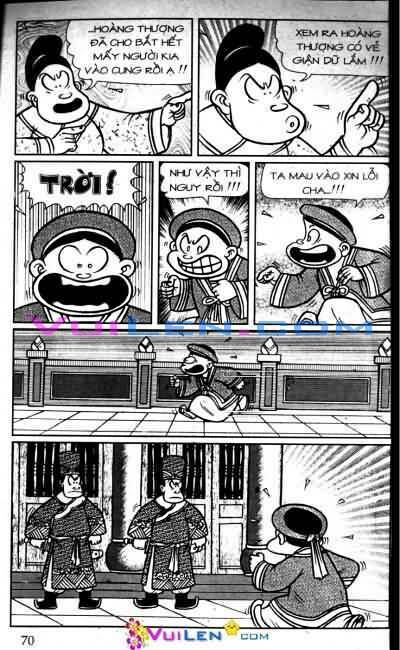 ..HOÀNG THƯỢNG
ĐÃ CHO BẮT HẾT
MẤY NGƯỜI KIA
VÀO CUNG RỒI Ạ !!
XEM RA HOÀNG
THƯỢNG CÓ VẺ
GIẬN DỮ LẮM !!!
TRỜI!
NHƯ VẬY THÌ
NGUY RỒI !!!
TA MAU VÀO XIN LỖI
CHA..!!!
VUILEN.COM
70
VUILEN.COM